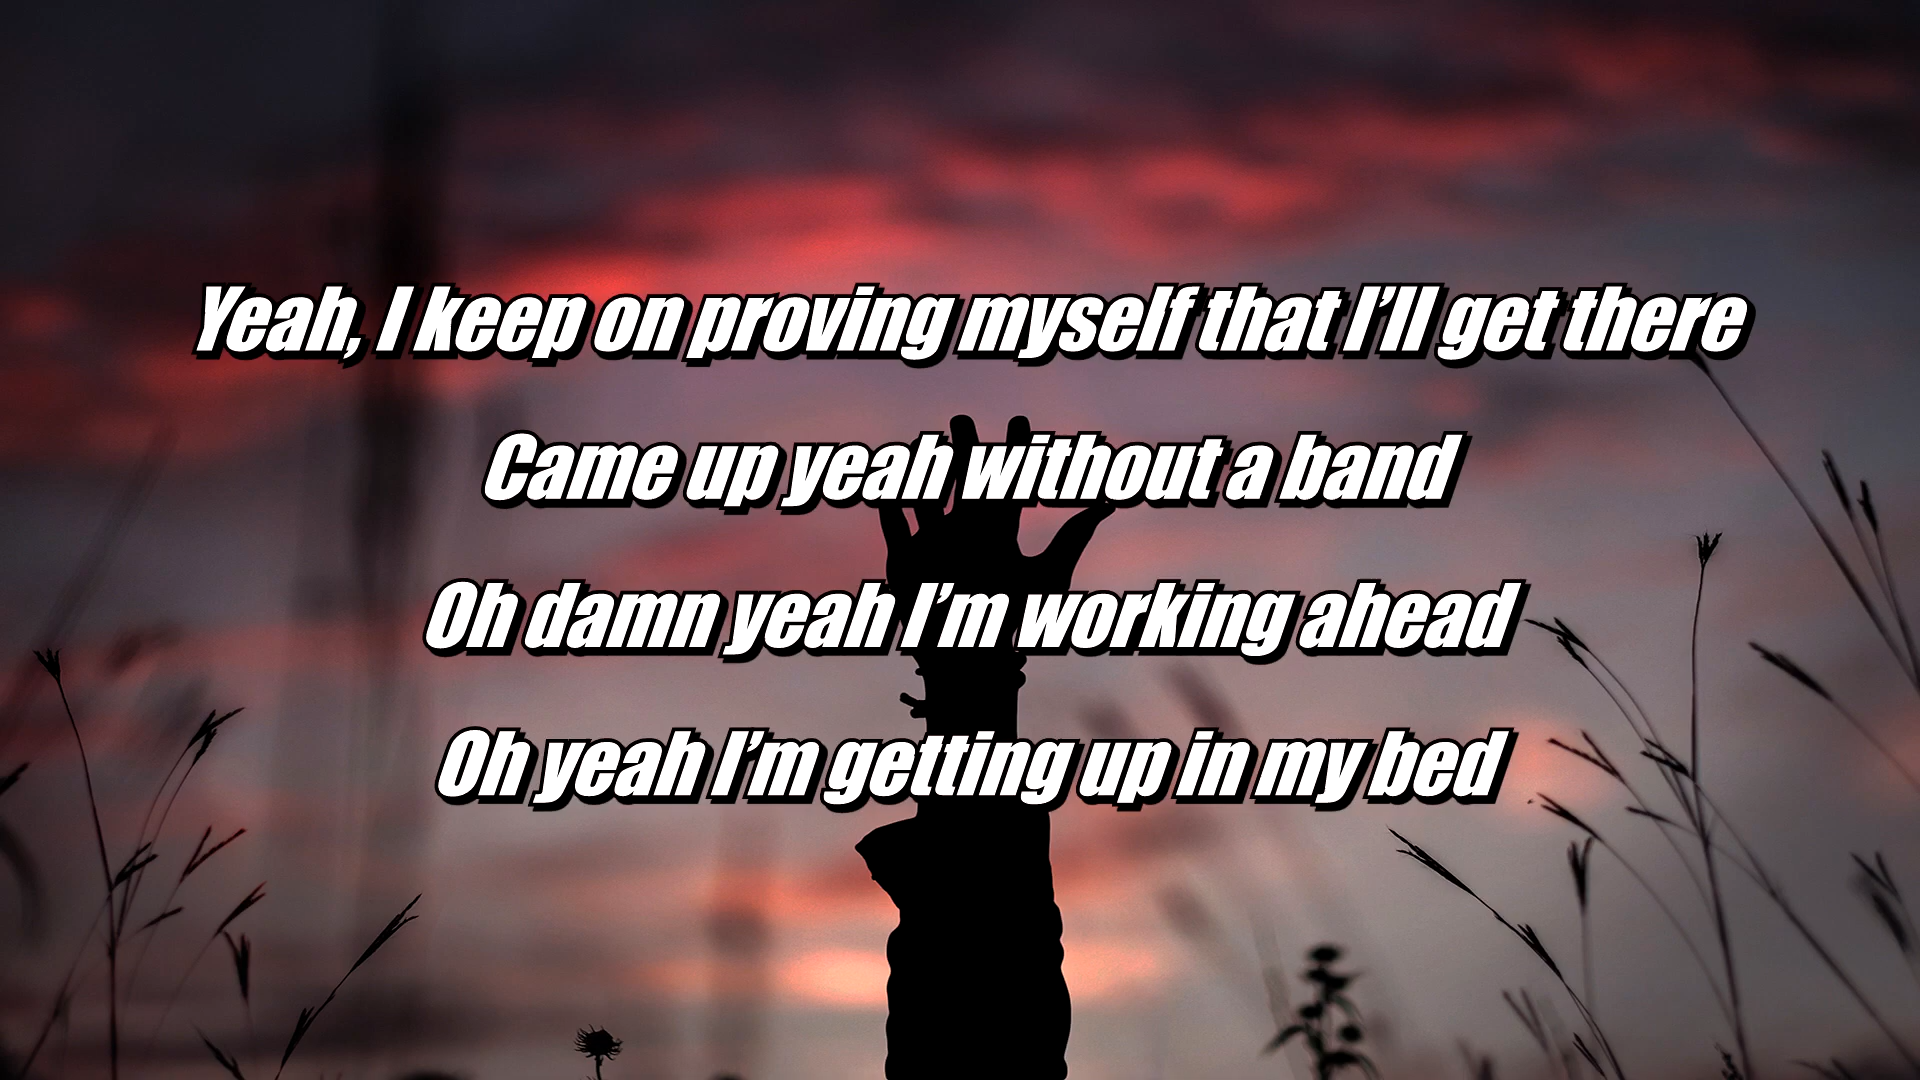 Yeah, I keep on proving myself that I’ll get there
Came up yeah without a band
Oh damn yeah I’m working ahead
Oh yeah I’m getting up in my bed